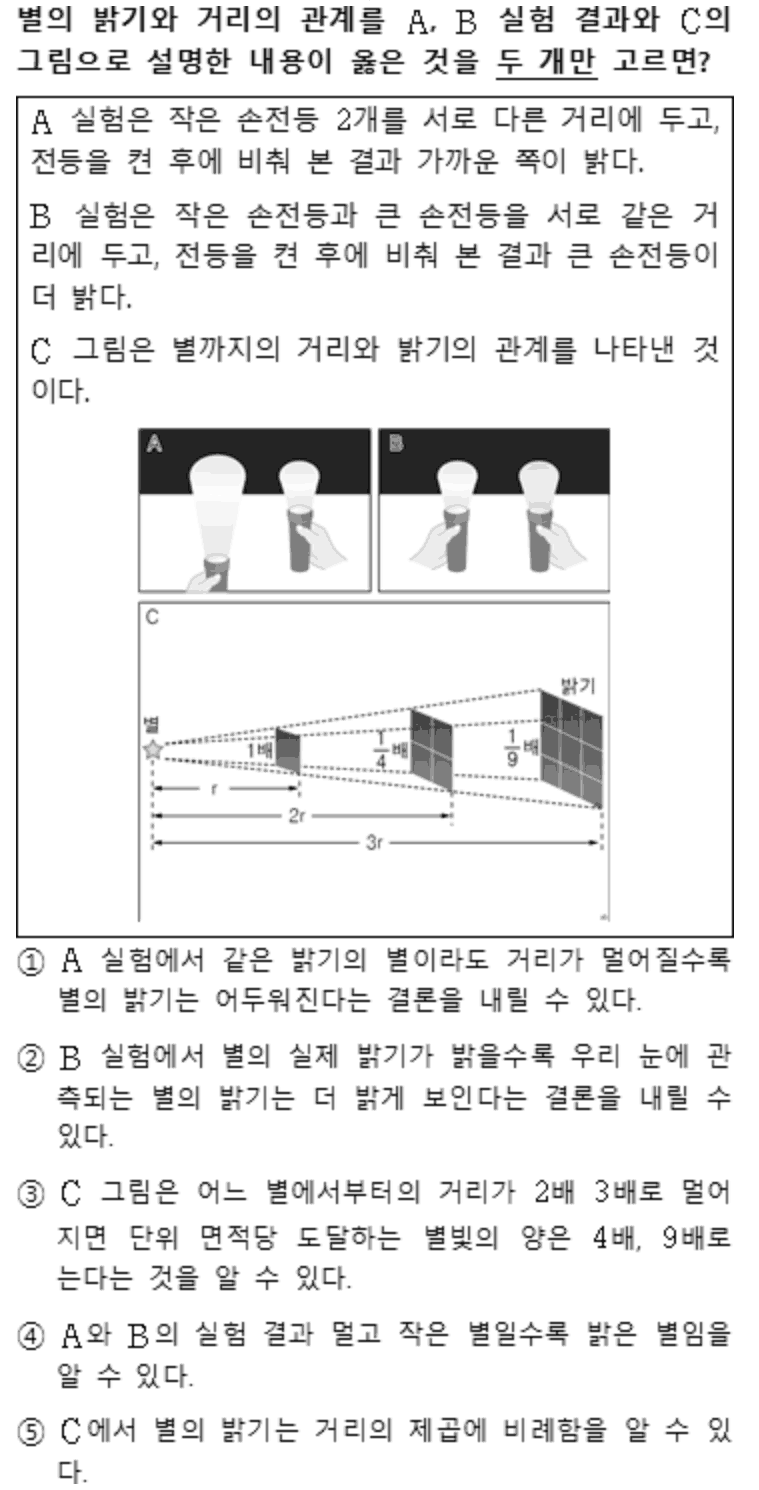 별의 밝기와 거리의 관계를 A, B 실험 결과와 C의
그림으로 설명한 내용이 옳은 것을 두 개만 고르면?
A 실험은 작은 손전등 2개를 서로 다른 거리에 두고,
전등을 켠 후에 비춰 본 결과 가까운 쪽이 밝다.
B 실험은 작은 손전등과 큰 손전등을 서로 같은 거
리에 두고, 전등을 켠 후에 비춰 본 결과 큰 손전등이
더 밝다.
C 그림은 별까지의 거리와 밝기의 관계를 나타낸 것
이다.
A
B
C
밝기
별
1배
1/4 배
1/9 배
r
2r
3r
① A 실험에서 같은 밝기의 별이라도 거리가 멀어질수록
별의 밝기는 어두워진다는 결론을 내릴 수 있다.
② B 실험에서 별의 실제 밝기가 밝을수록 우리 눈에 관
측되는 별의 밝기는 더 밝게 보인다는 결론을 내릴 수
있다.
③ C 그림은 어느 별에서부터의 거리가 2배 3배로 멀어
지면 단위 면적당 도달하는 별빛의 양은 4배, 9배로
는다는 것을 알 수 있다.
④ A와 B의 실험 결과 멀고 작은 별일수록 밝은 별임을
알 수 있다.
⑤ C에서 별의 밝기는 거리의 제곱에 비례함을 알 수 있
다.